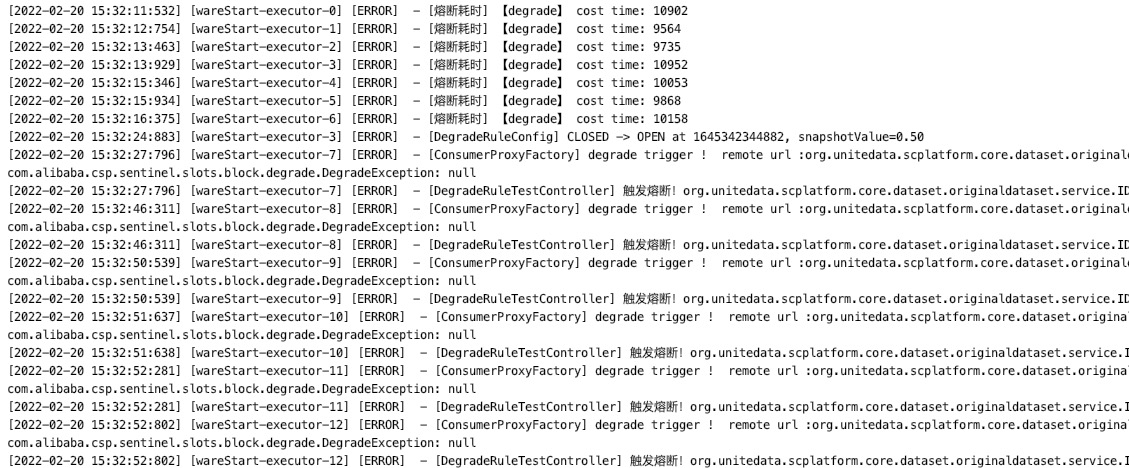 [2022-02-20 15:32:11:532] [wareStart-executor-0] [ERROR]  - [熔断耗时] 【degrade】 cost time: 10902
[2022-02-20 15:32:12:754] [wareStart-executor-1] [ERROR]  - [熔断耗时] 【degrade】 cost time: 9564
[2022-02-20 15:32:13:463] [wareStart-executor-2] [ERROR]  - [熔断耗时] 【degrade】 cost time: 9735
[2022-02-20 15:32:13:929] [wareStart-executor-3] [ERROR]  - [熔断耗时] 【degrade】 cost time: 10952
[2022-02-20 15:32:15:346] [wareStart-executor-4] [ERROR]  - [熔断耗时] 【degrade】 cost time: 10053
[2022-02-20 15:32:15:934] [wareStart-executor-5] [ERROR]  - [熔断耗时] 【degrade】 cost time: 9868
[2022-02-20 15:32:16:375] [wareStart-executor-6] [ERROR]  - [熔断耗时] 【degrade】 cost time: 10158
[2022-02-20 15:32:24:883] [wareStart-executor-3] [ERROR]  - [DegradeRuleConfig] CLOSED -> OPEN at 1645342344882, snapshotValue=0.50
[2022-02-20 15:32:27:796] [wareStart-executor-7] [ERROR]  - [ConsumerProxyFactory] degrade trigger !  remote url :org.unitedata.scplatform.core.dataset.original
com.alibaba.csp.sentinel.slots.block.degrade.DegradeException: null
[2022-02-20 15:32:27:796] [wareStart-executor-7] [ERROR]  - [DegradeRuleTestController] 触发熔断! org.unitedata.scplatform.core.dataset.originaldataset.service.ID
[2022-02-20 15:32:46:311] [wareStart-executor-8] [ERROR]  - [ConsumerProxyFactory] degrade trigger !  remote url :org.unitedata.scplatform.core.dataset.original
com.alibaba.csp.sentinel.slots.block.degrade.DegradeException: null
[2022-02-20 15:32:46:311] [wareStart-executor-8] [ERROR]  - [DegradeRuleTestController] 触发熔断! org.unitedata.scplatform.core.dataset.originaldataset.service.ID
[2022-02-20 15:32:50:539] [wareStart-executor-9] [ERROR]  - [ConsumerProxyFactory] degrade trigger !  remote url :org.unitedata.scplatform.core.dataset.original
com.alibaba.csp.sentinel.slots.block.degrade.DegradeException: null
[2022-02-20 15:32:50:539] [wareStart-executor-9] [ERROR]  - [DegradeRuleTestController] 触发熔断! org.unitedata.scplatform.core.dataset.originaldataset.service.ID
[2022-02-20 15:32:51:637] [wareStart-executor-10] [ERROR]  - [ConsumerProxyFactory] degrade trigger !  remote url :org.unitedata.scplatform.core.dataset.original
com.alibaba.csp.sentinel.slots.block.degrade.DegradeException: null
[2022-02-20 15:32:51:638] [wareStart-executor-10] [ERROR]  - [DegradeRuleTestController] 触发熔断! org.unitedata.scplatform.core.dataset.originaldataset.service.I
[2022-02-20 15:32:52:281] [wareStart-executor-11] [ERROR]  - [ConsumerProxyFactory] degrade trigger !  remote url :org.unitedata.scplatform.core.dataset.original
com.alibaba.csp.sentinel.slots.block.degrade.DegradeException: null
[2022-02-20 15:32:52:281] [wareStart-executor-11] [ERROR]  - [DegradeRuleTestController] 触发熔断! org.unitedata.scplatform.core.dataset.originaldataset.service.I
[2022-02-20 15:32:52:802] [wareStart-executor-12] [ERROR]  - [ConsumerProxyFactory] degrade trigger !  remote url :org.unitedata.scplatform.core.dataset.original
com.alibaba.csp.sentinel.slots.block.degrade.DegradeException: null
[2022-02-20 15:32:52:802] [wareStart-executor-12] [ERROR]  - [DegradeRuleTestController] 触发熔断! org.unitedata.scplatform.core.dataset.originaldataset.service.I